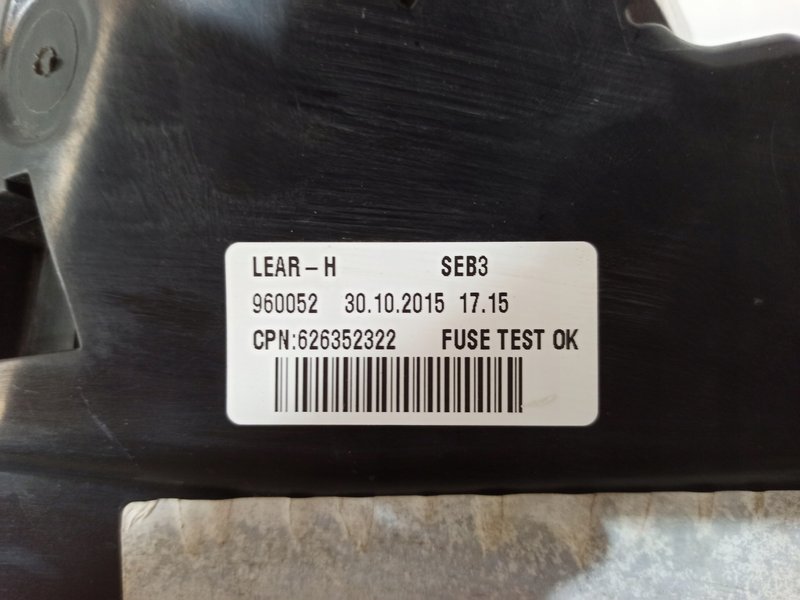 LEAR-H SEB3
960052 30.10.2015 17.15
CPN:626352322 FUSE TEST OK